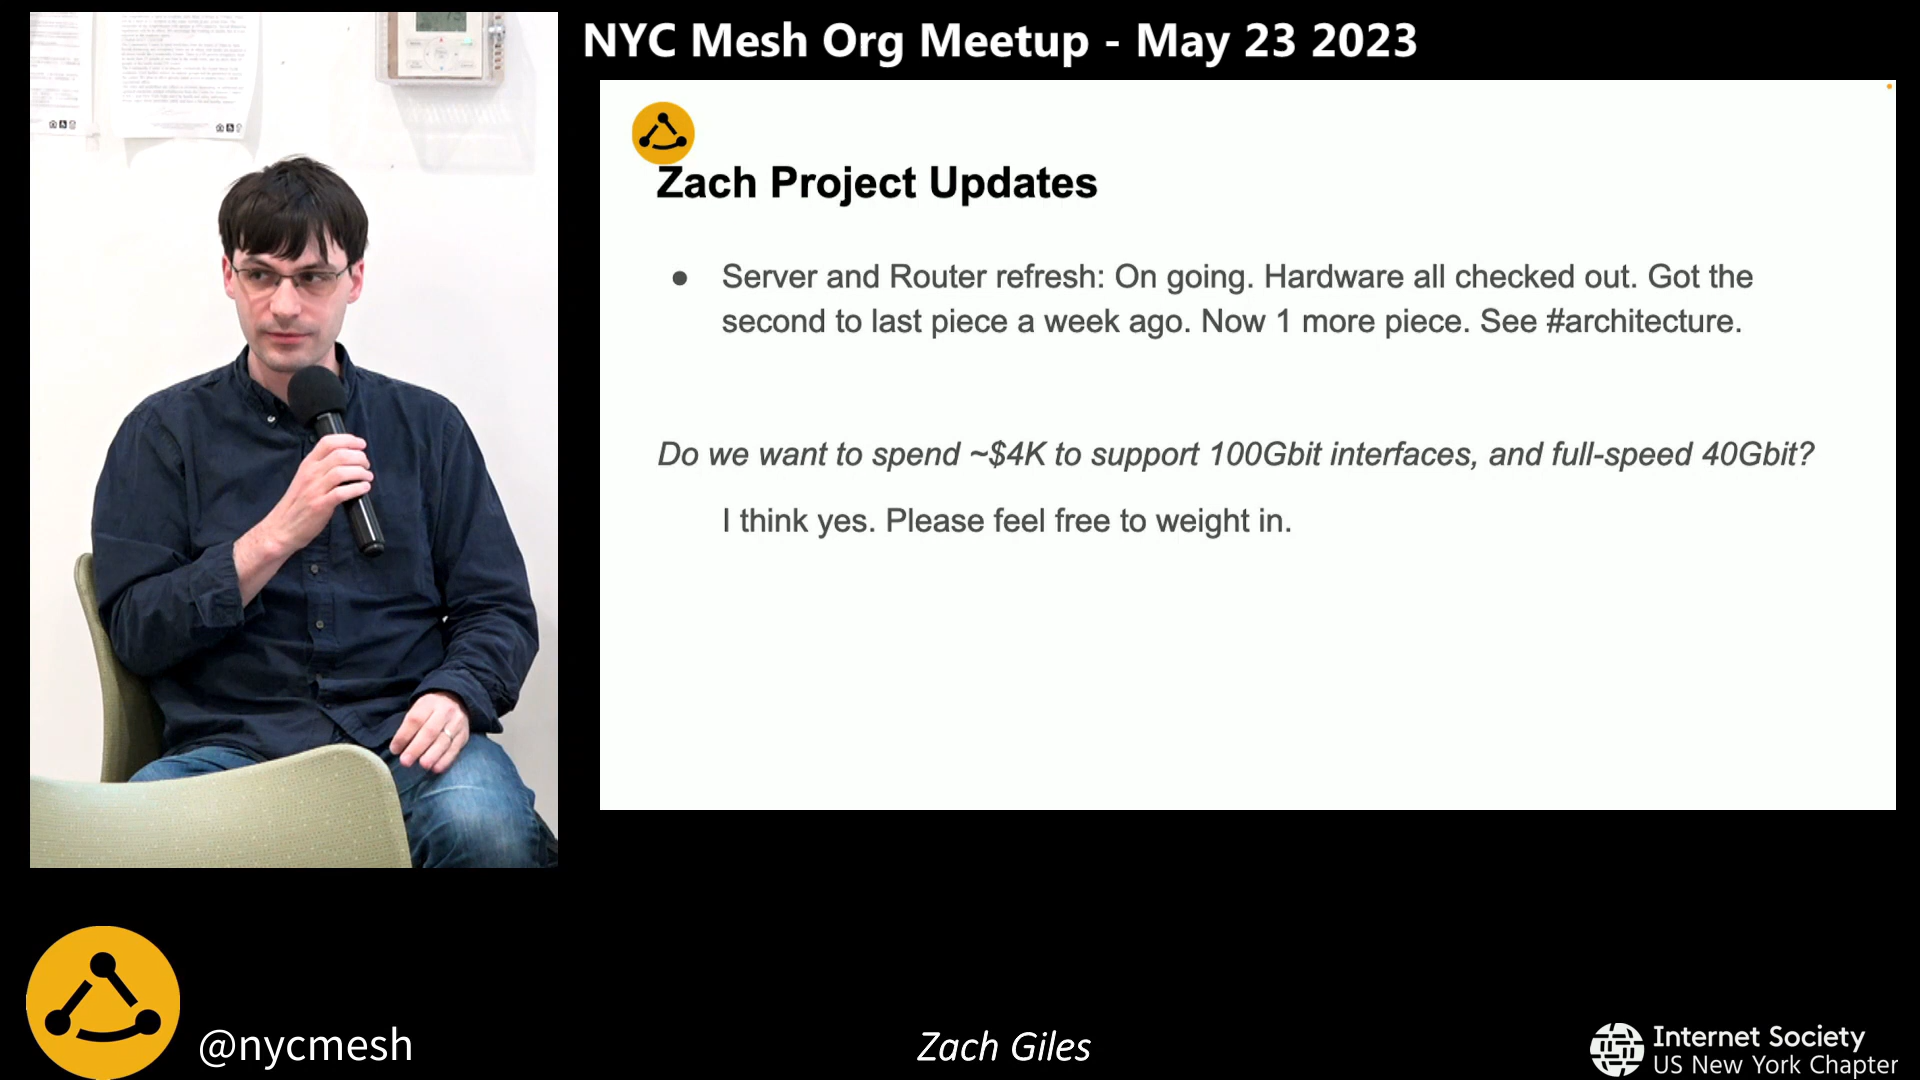 NYC Mesh Org Meetup - May 23 2023
Zach Project Updates
● Server and Router refresh: On going. Hardware all checked out. Got the
second to last piece a week ago. Now 1 more piece. See #architecture.
Do we want to spend ~$4K to support 100Gbit interfaces, and full-speed 40Gbit?
I think yes. Please feel free to weight in.
@nycmesh
Zach Giles
Internet Society
US New York Chapter